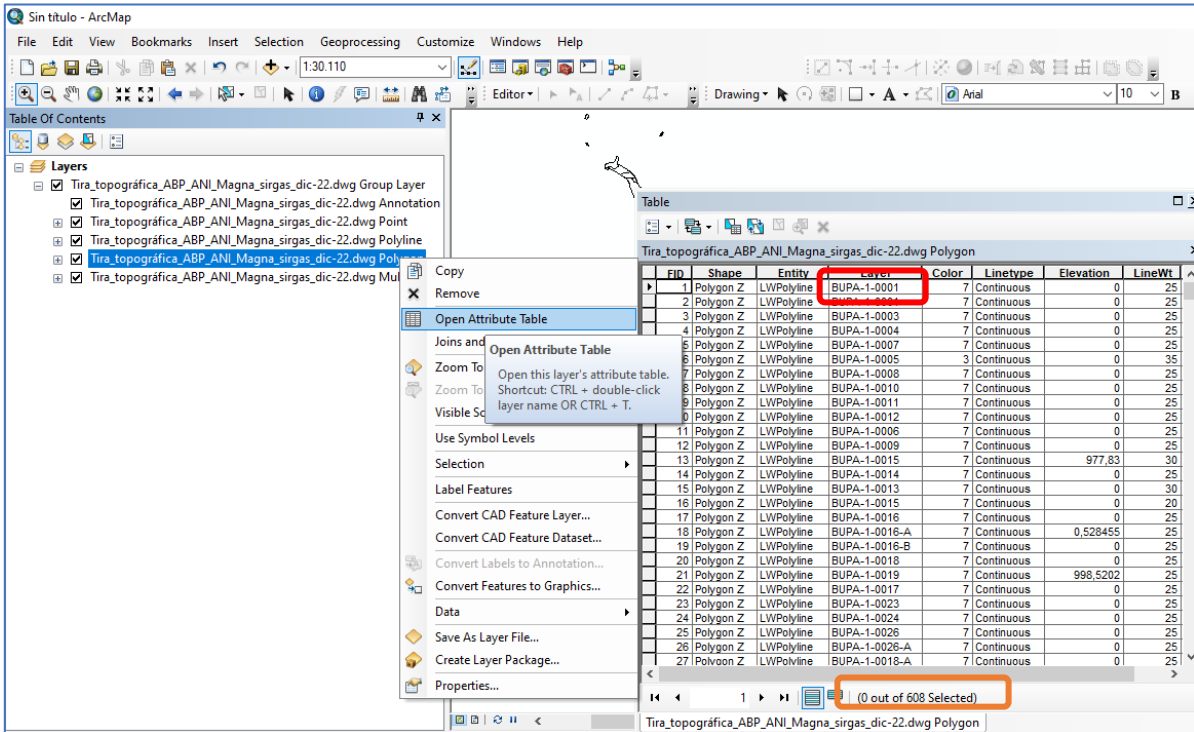 Sin título - ArcMap
File Edit View Bookmarks Insert Selection Geoprocessing Customize Windows Help
1:30.110
Editor Drawing A Arial 10 B
Table Of Contents
Layers
Tira_topográfica_ABP_ANI_Magna_sirgas_dic-22.dwg Group Layer
Tira_topográfica_ABP_ANI_Magna_sirgas_dic-22.dwg Annotation
Tira_topográfica_ABP_ANI_Magna_sirgas_dic-22.dwg Point
Tira_topográfica_ABP_ANI_Magna_sirgas_dic-22.dwg Polyline
Tira_topográfica_ABP_ANI_Magna_sirgas_dic-22.dwg
Tira_topográfica_ABP_ANI_Magna_sirgas_dic-22.dwg
Copy
Remove
Open Attribute Table
Joins and
Zoom To
Zoom To
Visible Sc
Use Symbol Levels
Selection
Label Features
Convert CAD Feature Layer...
Convert CAD Feature Dataset...
Convert Labels to Annotation...
Convert Features to Graphics...
Data
Save As Layer File...
Create Layer Package...
Properties...
Open Attribute Table
Open this layer's attribute table.
Shortcut: CTRL + double-click
layer name OR CTRL + T.
Table
Tira_topográfica_ABP_ANI_Magna_sirgas_dic-22.dwg Polygon
FID Shape Entity Layer Color Linetype Elevation LineWt
1 Polygon Z LWPolyline BUPA-1-0001 7 Continuous 0 25
2 Polygon Z LWPolyline 7 Continuous 0 25
3 Polygon Z LWPolyline BUPA-1-0003 7 Continuous 0 25
4 Polygon Z LWPolyline BUPA-1-0004 7 Continuous 0 25
5 Polygon Z LWPolyline BUPA-1-0007 7 Continuous 0 25
6 Polygon Z LWPolyline BUPA-1-0005 3 Continuous 0 35
7 Polygon Z LWPolyline BUPA-1-0008 7 Continuous 0 25
8 Polygon Z LWPolyline BUPA-1-0010 7 Continuous 0 25
9 Polygon Z LWPolyline BUPA-1-0011 7 Continuous 0 25
0 Polygon Z LWPolyline BUPA-1-0012 7 Continuous 0 25
11 Polygon Z LWPolyline BUPA-1-0006 7 Continuous 0 25
12 Polygon Z LWPolyline BUPA-1-0009 7 Continuous 0 25
13 Polygon Z LWPolyline BUPA-1-0015 7 Continuous 977,83 30
14 Polygon Z LWPolyline BUPA-1-0014 7 Continuous 0 25
15 Polygon Z LWPolyline BUPA-1-0013 7 Continuous 0 30
16 Polygon Z LWPolyline BUPA-1-0015 7 Continuous 0 20
17 Polygon Z LWPolyline BUPA-1-0016 7 Continuous 0 25
18 Polygon Z LWPolyline BUPA-1-0016-A 7 Continuous 0,528455 25
19 Polygon Z LWPolyline BUPA-1-0016-B 7 Continuous 0 25
20 Polygon Z LWPolyline BUPA-1-0018 7 Continuous 0 25
21 Polygon Z LWPolyline BUPA-1-0019 7 Continuous 998,5202 25
22 Polygon Z LWPolyline BUPA-1-0017 7 Continuous 0 25
23 Polygon Z LWPolyline BUPA-1-0023 7 Continuous 0 25
24 Polygon Z LWPolyline BUPA-1-0024 7 Continuous 0 25
25 Polygon Z LWPolyline BUPA-1-0026 7 Continuous 0 25
26 Polygon Z LWPolyline BUPA-1-0026-A 7 Continuous 0 25
27 Polygon Z LWPolyline BUPA-1-0018-A 7 Continuous 0 25
1 (0 out of 608 Selected)
Tira_topográfica_ABP_ANI_Magna_sirgas_dic-22.dwg Polygon